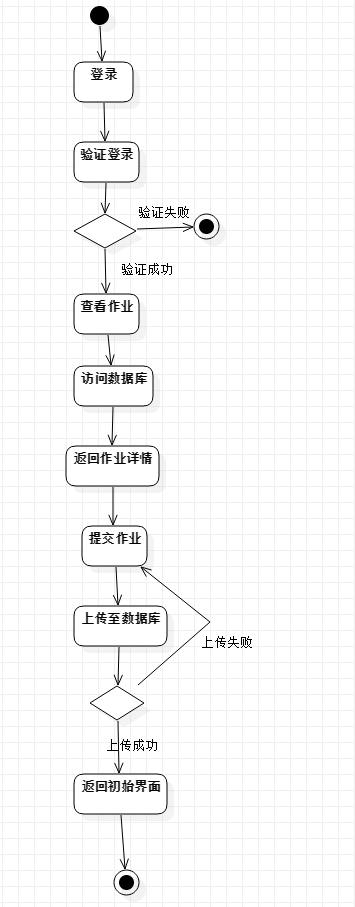 登录
验证登录
验证失败
验证成功
查看作业
访问数据库
返回作业详情
提交作业
上传至数据库
上传失败
上传成功
返回初始界面